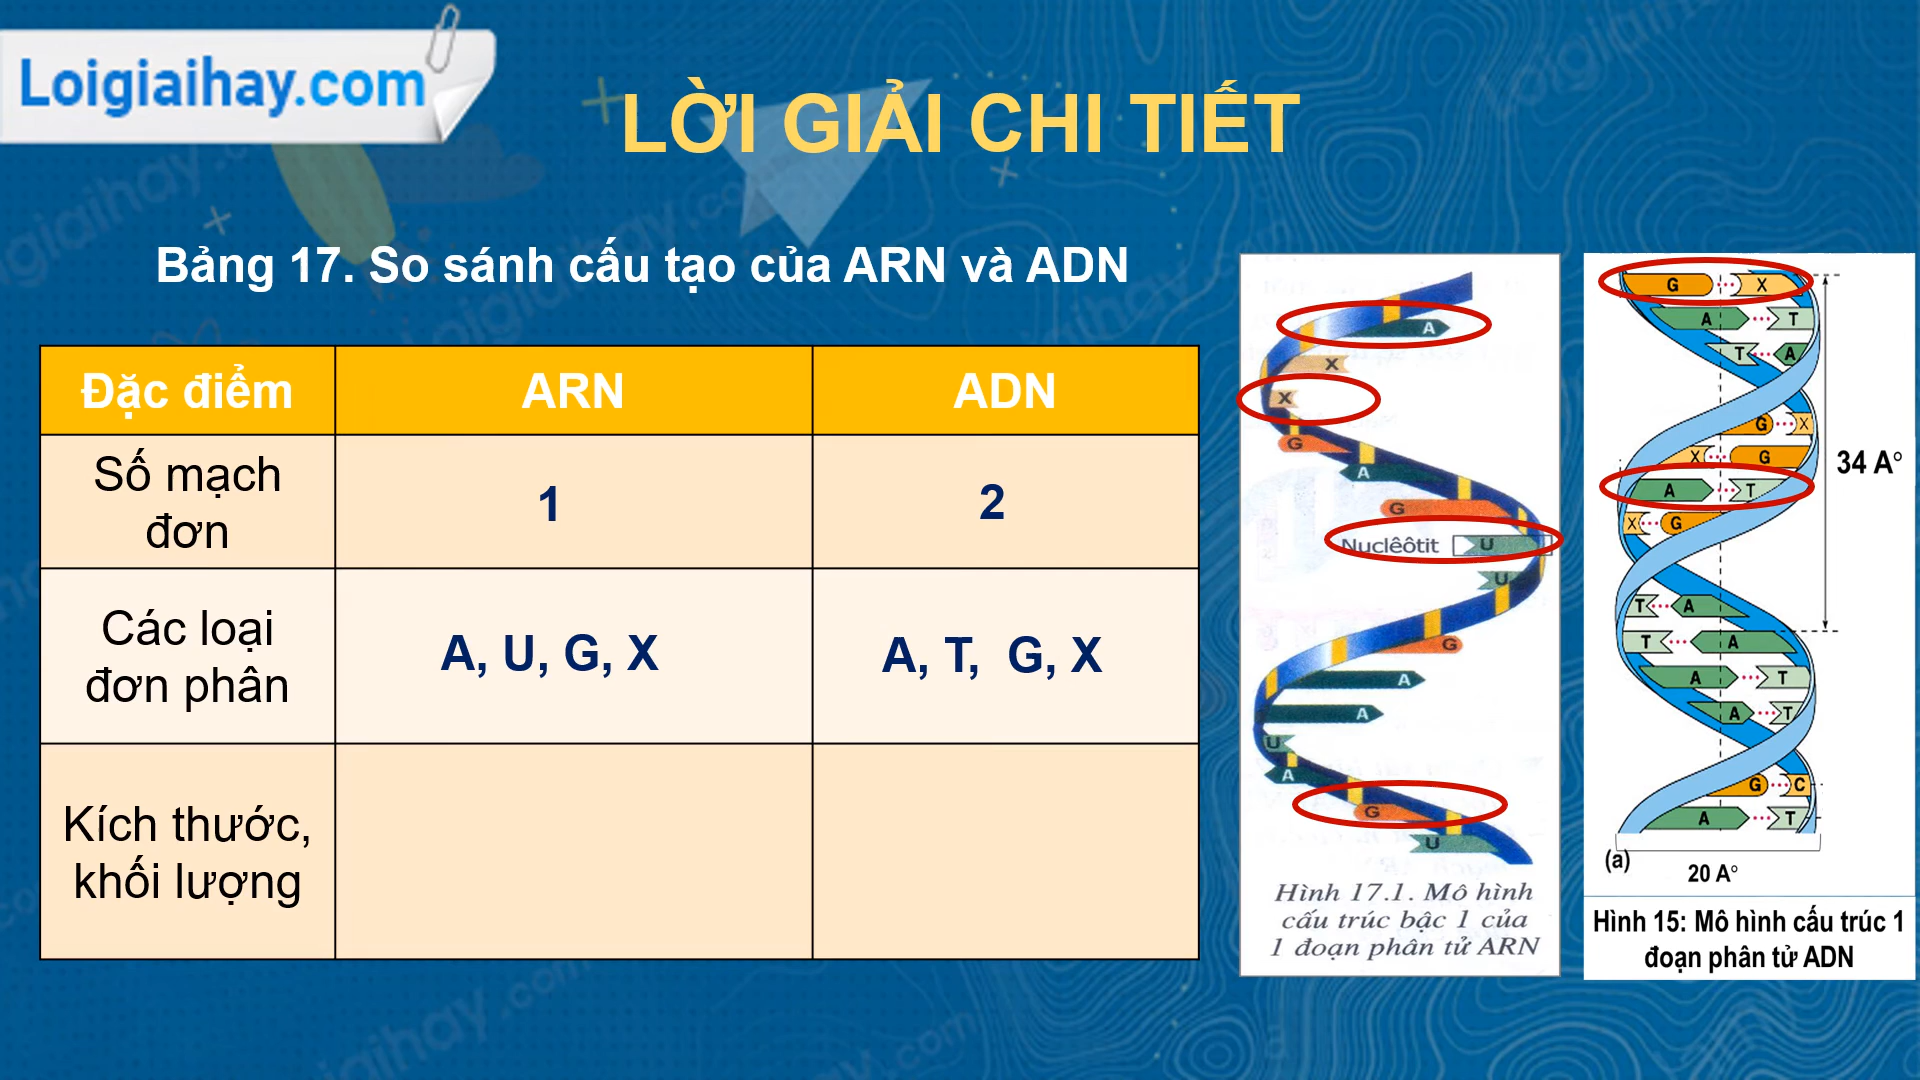 Loigiaihay.com
LỜI GIẢI CHI TIẾT
Bảng 17. So sánh cấu tạo của ARN và ADN
Đặc điểm
ARN
ADN
Số mạch
đơn
1
2
Các loại
đơn phân
A, U, G, X
A, T, G, X
Kích thước,
khối lượng
A
X
X
G
A
G
Nuclêôtit U
U
G
A
A
U
A
G
U
Hình 17.1. Mô hình
cấu trúc bậc 1 của
1 đoạn phân tử ARN
G X
A T
T A
G X
X G
34 Aº
A T
X G
T A
T A
A T
A T
G C
A T
(a)
20 Aº
Hình 15: Mô hình cấu trúc 1
đoạn phân tử ADN